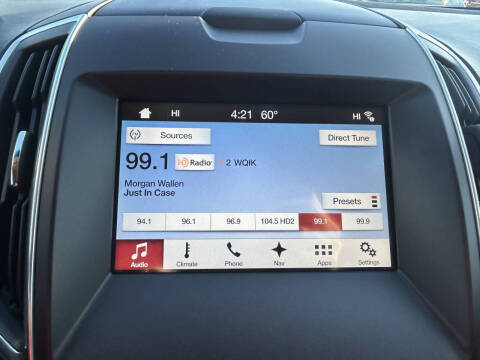 HI 4:21 60° HI
Sources Direct Tune
99.1 HD Radio 2 WQIK
Morgan Wallen
Just In Case
Presets
94.1 96.1 96.9 104.5 HD2 99.1 99.9
Audio Climate Phone Nav Apps Settings